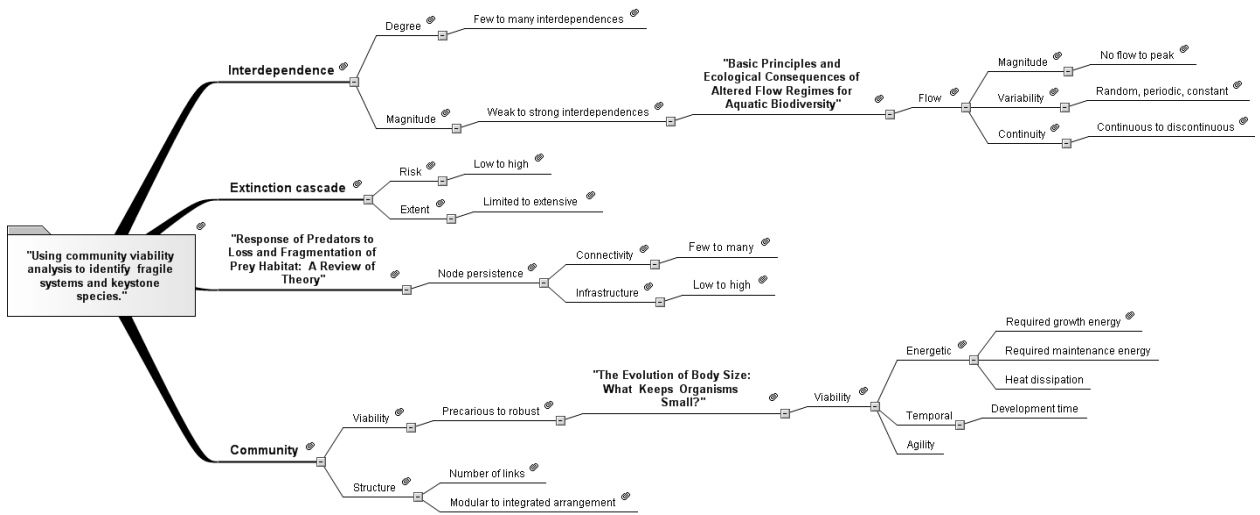 "Using community viability
analysis to identify fragile
systems and keystone
species."
Interdependence
Degree
Few to many interdependences
Magnitude
Weak to strong interdependences
"Basic Principles and
Ecological Consequences of
Altered Flow Regimes for
Aquatic Biodiversity"
Flow
Magnitude
No flow to peak
Variability
Random, periodic, constant
Continuity
Continuous to discontinuous
Extinction cascade
Risk
Low to high
Extent
Limited to extensive
"Response of Predators to
Loss and Fragmentation of
Prey Habitat: A Review of
Theory"
Node persistence
Connectivity
Few to many
Infrastructure
Low to high
Community
Viability
Precarious to robust
"The Evolution of Body Size:
What Keeps Organisms
Small?"
Viability
Energetic
Required growth energy
Required maintenance energy
Heat dissipation
Temporal
Development time
Agility
Structure
Number of links
Modular to integrated arrangement